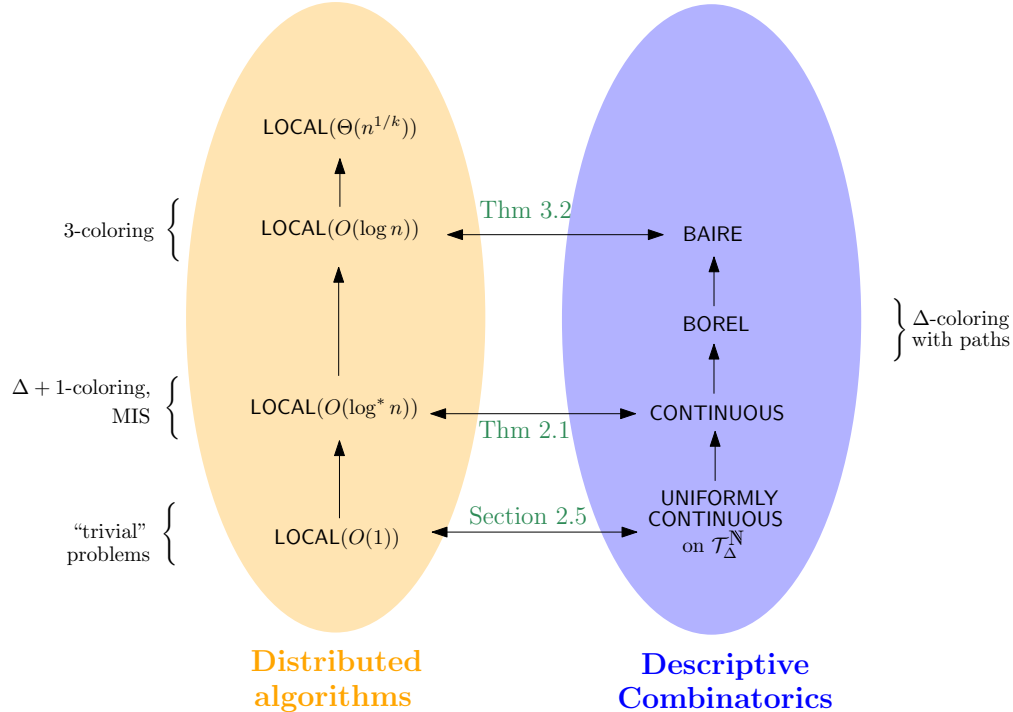 LOCAL(Θ(n^{1/k}))
3-coloring
LOCAL(O(log n))
Thm 3.2
BAIRE
BOREL
Δ-coloring
with paths
Δ + 1-coloring,
MIS
LOCAL(O(log* n))
Thm 2.1
CONTINUOUS
"trivial"
problems
LOCAL(O(1))
Section 2.5
UNIFORMLY
CONTINUOUS
on 𝒯_Δ^ℕ
Distributed
algorithms
Descriptive
Combinatorics